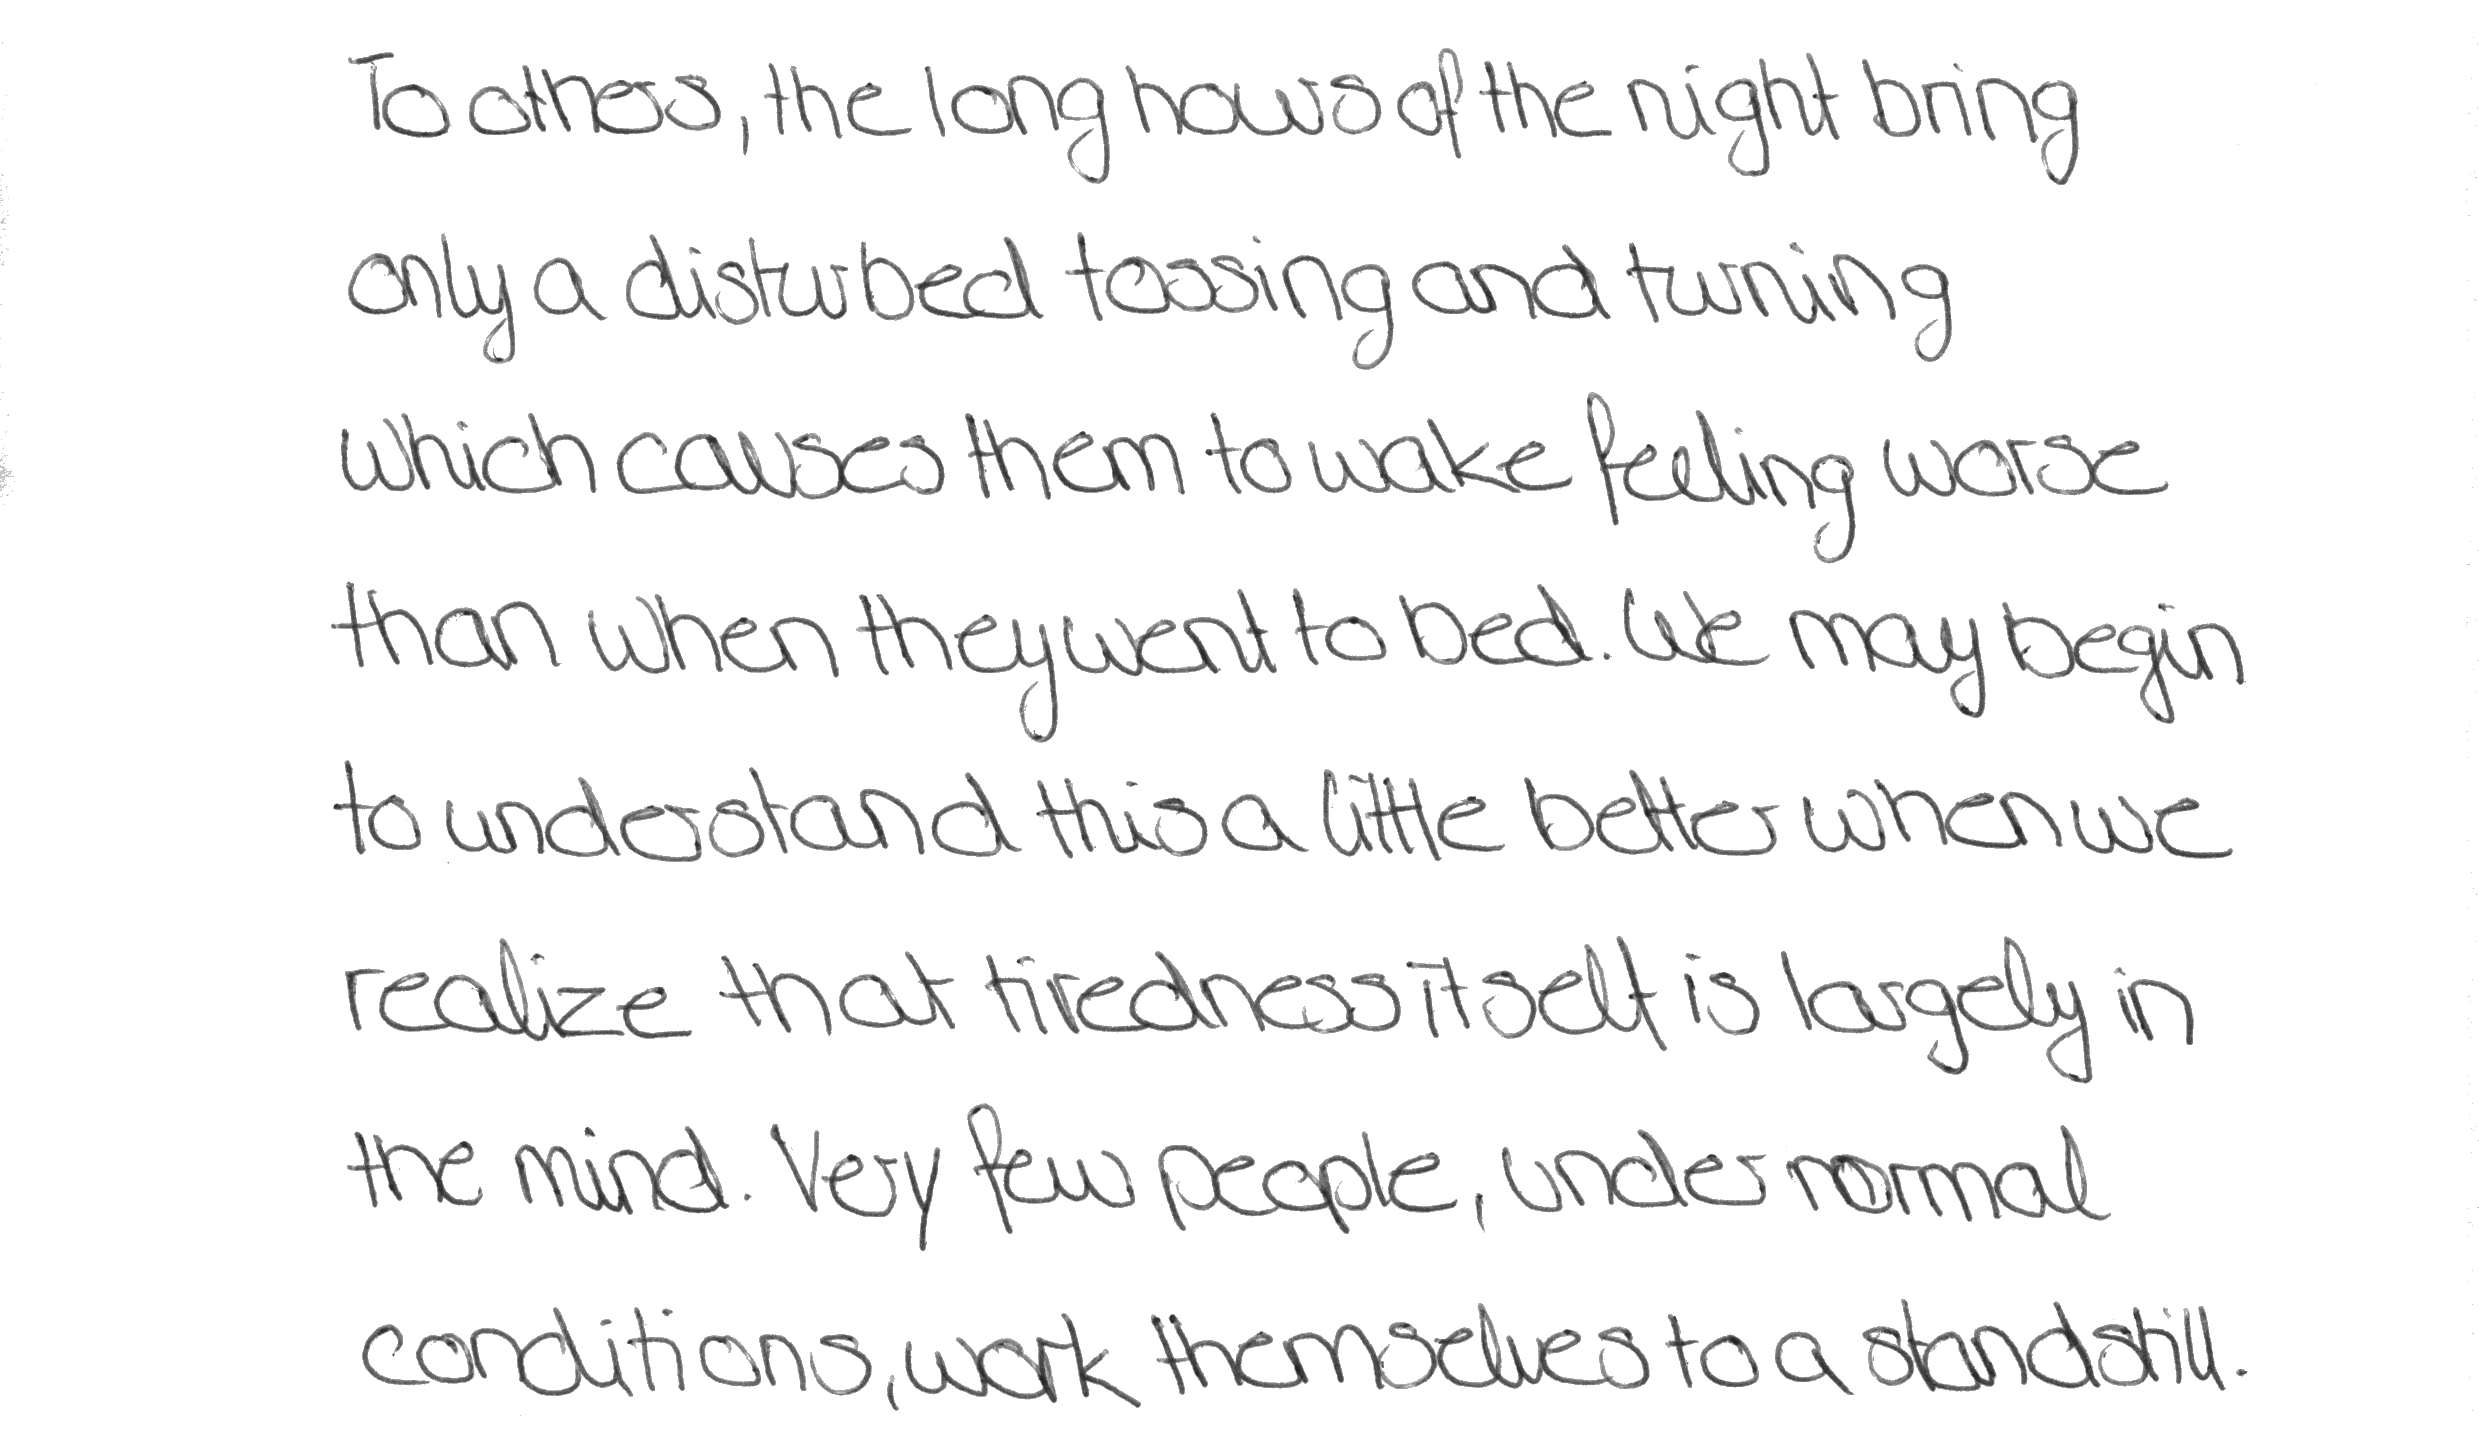 To others, the long hours of the night bring
only a disturbed tossing and turning
which causes them to wake feeling worse
than when they went to bed. We may begin
to understand this a little better when we
realize that tiredness itself is largely in
the mind. Very few people, under normal
conditions, work themselves to a standstill.